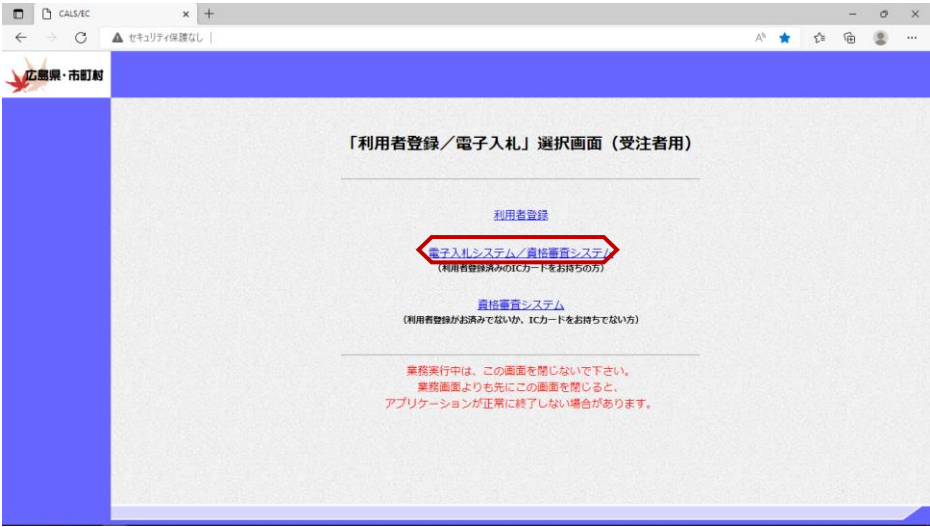 CALS/EC
セキュリティ保護なし
広島県・市町村
「利用者登録／電子入札」選択画面（受注者用）
利用者登録
電子入札システム／資格審査システム
（利用者登録済みのICカードをお持ちの方）
資格審査システム
（利用者登録がお済みでないか、ICカードをお持ちでない方）
業務実行中は、この画面を閉じないで下さい。
業務画面よりも先にこの画面を閉じると、
アプリケーションが正常に終了しない場合があります。